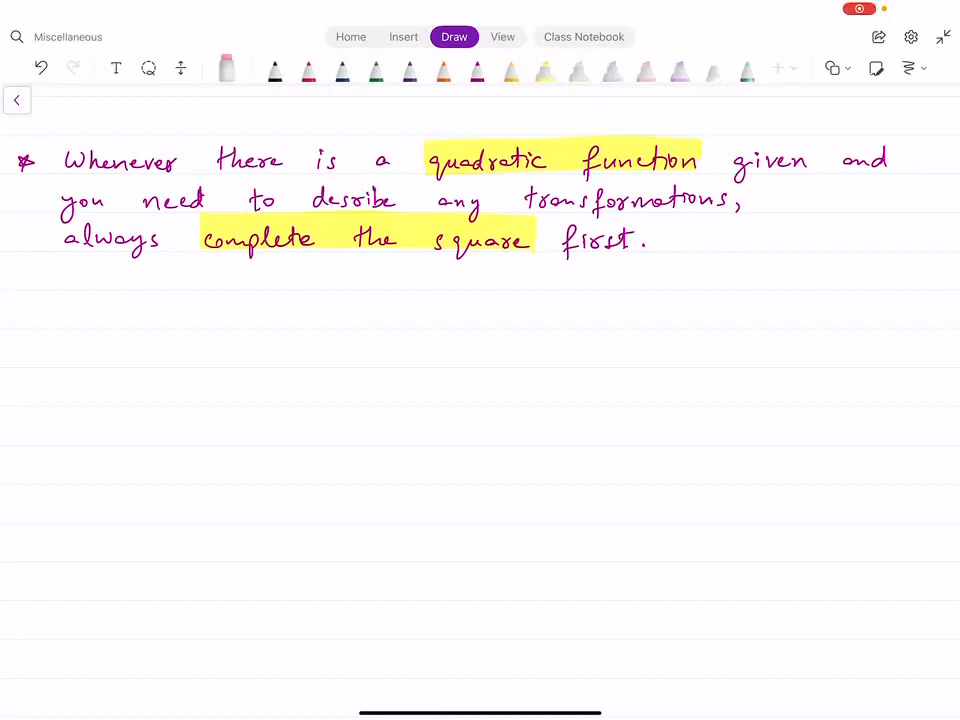 Miscellaneous
Home Insert Draw View Class Notebook
T
* Whenever there is a quadratic function given and
you need to desribe any transformations,
always complete the square first.